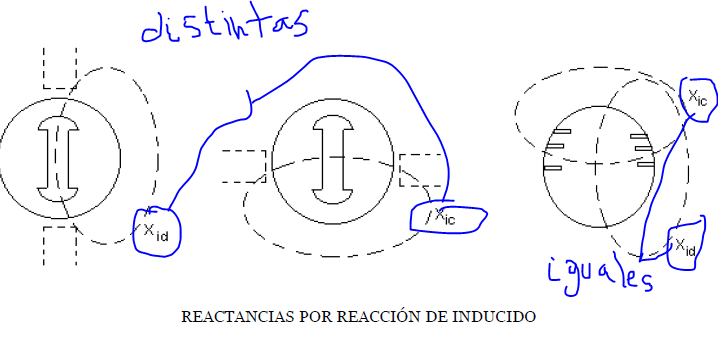 distintas
Xic
Xid
Xic
Xid
iguales
REACTANCIAS POR REACCIÓN DE INDUCIDO